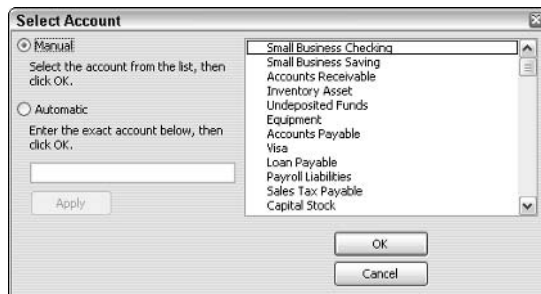 Select Account
Manual
Select the account from the list, then
click OK.
Automatic
Enter the exact account below, then
click OK.
Apply
Small Business Checking
Small Business Saving
Accounts Receivable
Inventory Asset
Undeposited Funds
Equipment
Accounts Payable
Visa
Loan Payable
Payroll Liabilities
Sales Tax Payable
Capital Stock
OK
Cancel